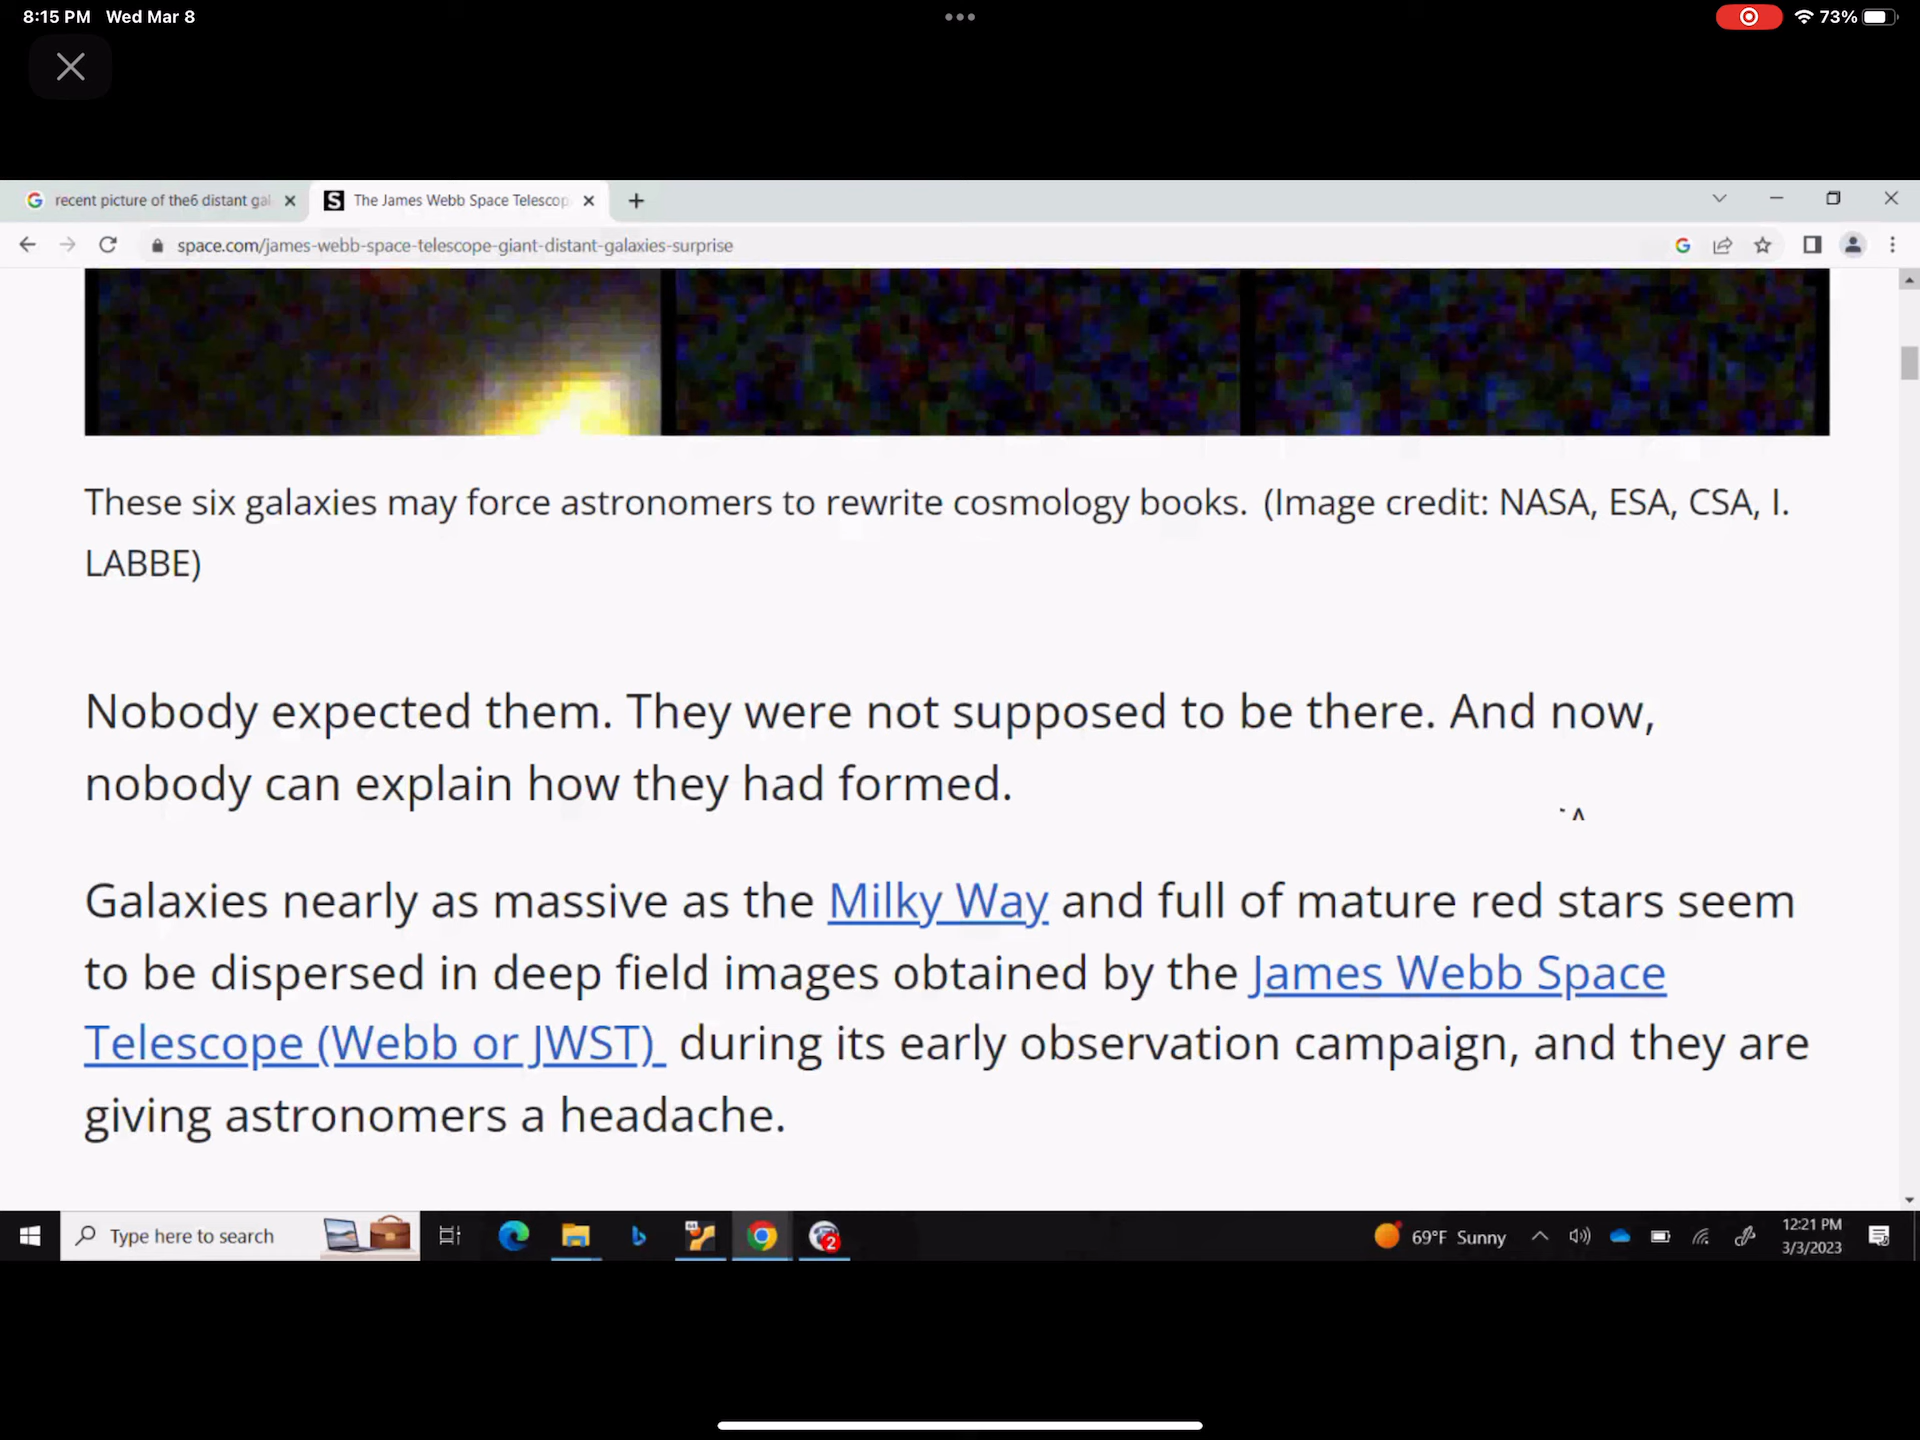 8:15 PM Wed Mar 8
73%
recent picture of the6 distant gal
The James Webb Space Telescop
space.com/james-webb-space-telescope-giant-distant-galaxies-surprise
These six galaxies may force astronomers to rewrite cosmology books. (Image credit: NASA, ESA, CSA, I.
LABBE)
Nobody expected them. They were not supposed to be there. And now,
nobody can explain how they had formed.
Galaxies nearly as massive as the Milky Way and full of mature red stars seem
to be dispersed in deep field images obtained by the James Webb Space
Telescope (Webb or JWST) during its early observation campaign, and they are
giving astronomers a headache.
Type here to search
2
69°F Sunny
12:21 PM
3/3/2023